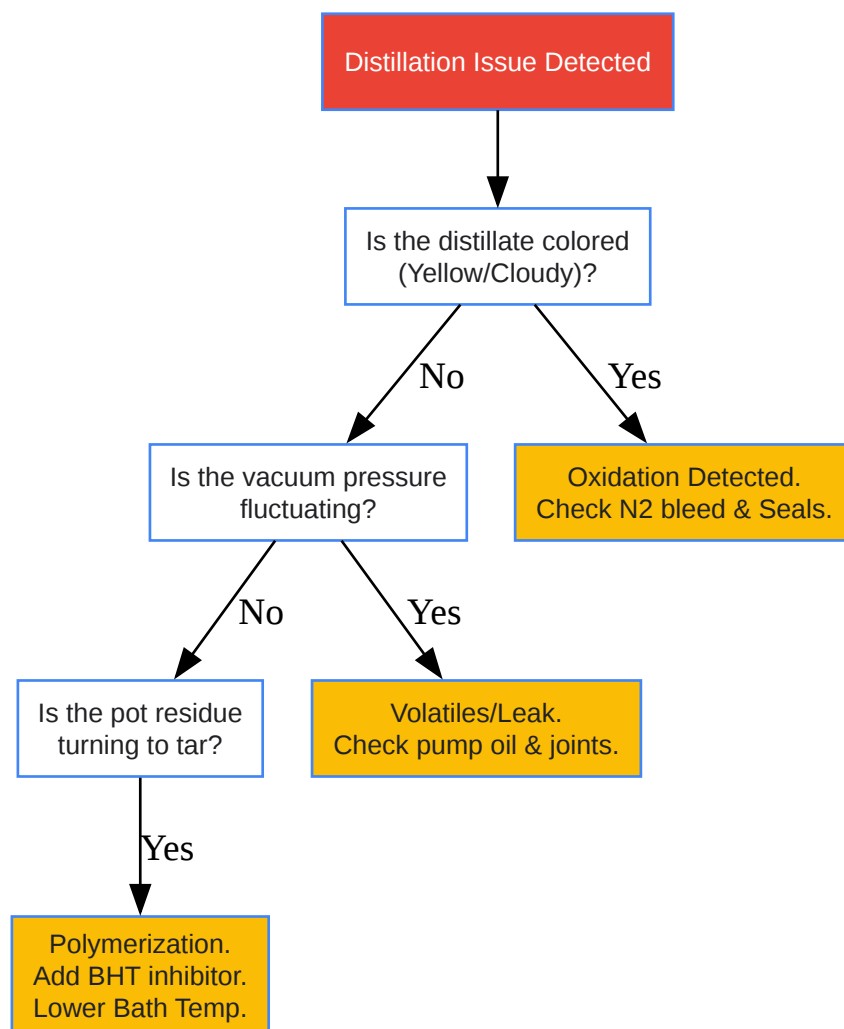 Distillation Issue Detected
Is the distillate colored
(Yellow/Cloudy)?
No
Yes
Is the vacuum pressure
fluctuating?
Oxidation Detected.
Check N2 bleed & Seals.
No
Yes
Is the pot residue
turning to tar?
Volatiles/Leak.
Check pump oil & joints.
Yes
Polymerization.
Add BHT inhibitor.
Lower Bath Temp.